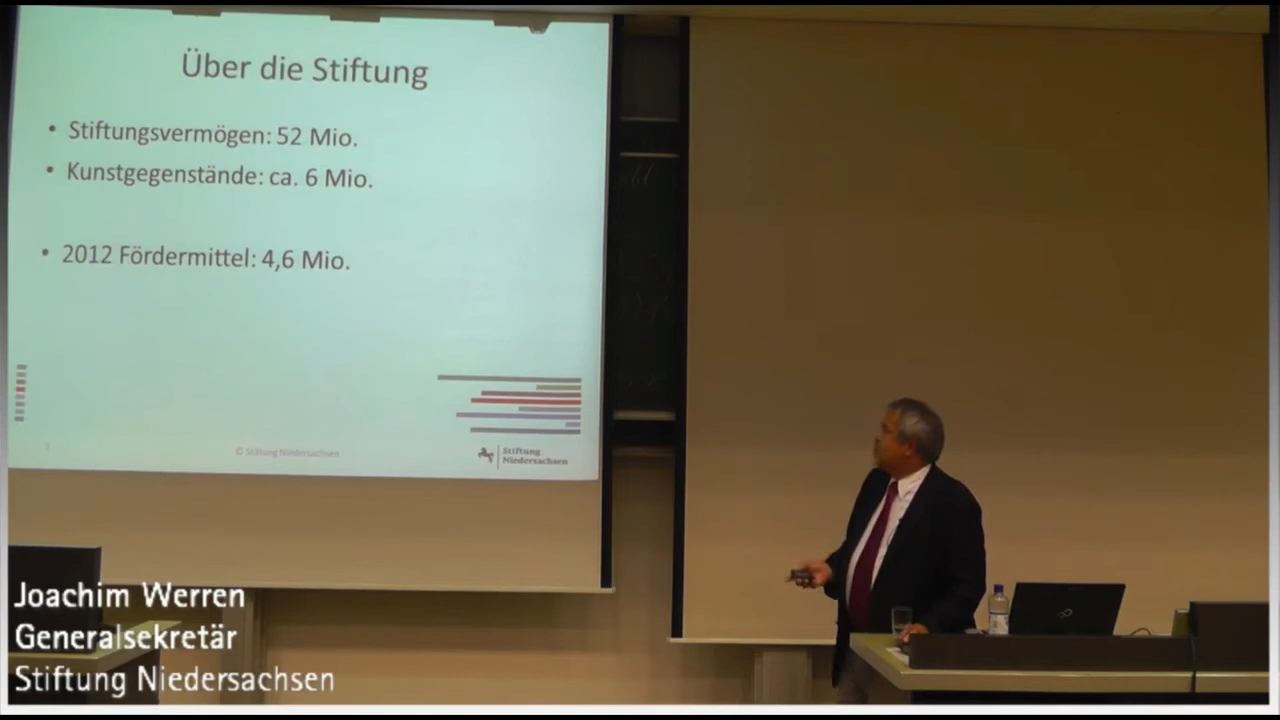 Über die Stiftung
• Stiftungsvermögen: 52 Mio.
• Kunstgegenstände: ca. 6 Mio.
• 2012 Fördermittel: 4,6 Mio.
© Stiftung Niedersachsen
Stiftung
Niedersachsen
Joachim Werren
Generalsekretär
Stiftung Niedersachsen